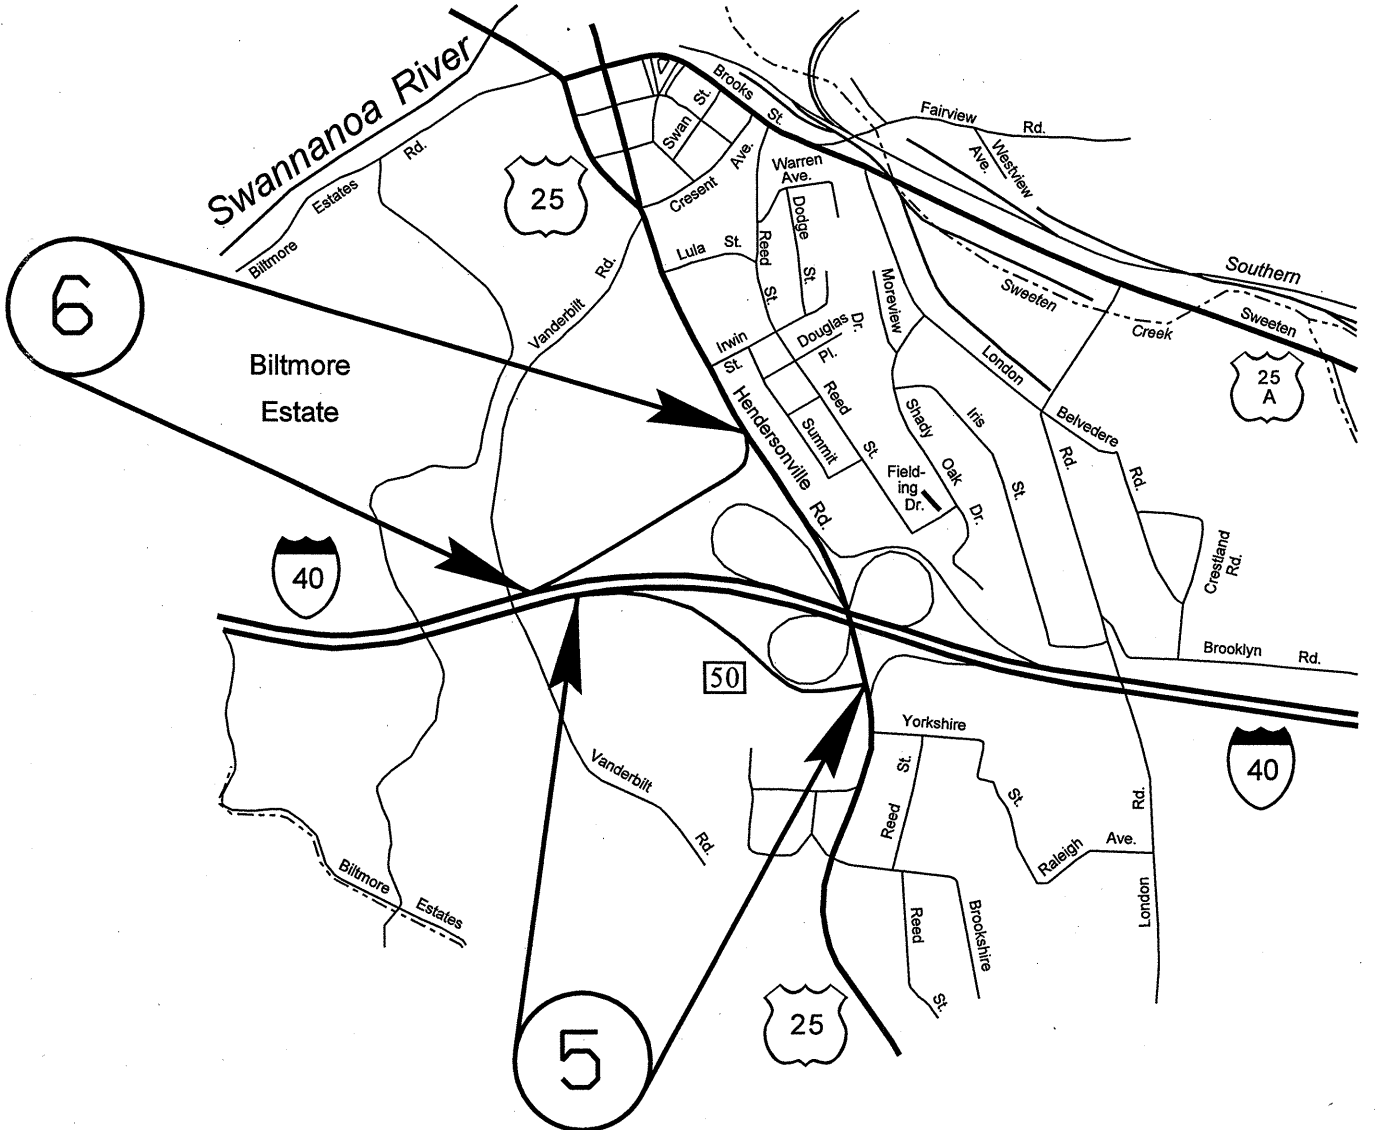 Swannanoa River
Brooks
St.
Swan
St.
Cresent
Ave.
Fairview
Rd.
Westview
Ave.
Biltmore
Estates
Rd.
25
Warren
Ave.
Dodge
St.
Reed
St.
Lula
St.
Vanderbilt
Rd.
6
Biltmore
Estate
Moreview
Dr.
Sweeten
Creek
Southern
Sweeten
25
A
Irwin
St
Douglas
Pl.
London
Hendersonville
Rd.
Reed
St.
Summit
Shady
Oak
Dr.
Iris
St.
Field-
ing
Dr.
Belvedere
Rd.
Rd.
Crestland
Rd.
40
Brooklyn
Rd.
50
Yorkshire
St.
40
Vanderbilt
Rd.
Reed
St.
Raleigh
Ave.
Rd.
London
Biltmore
Estates
Reed
St.
Brookshire
25
5